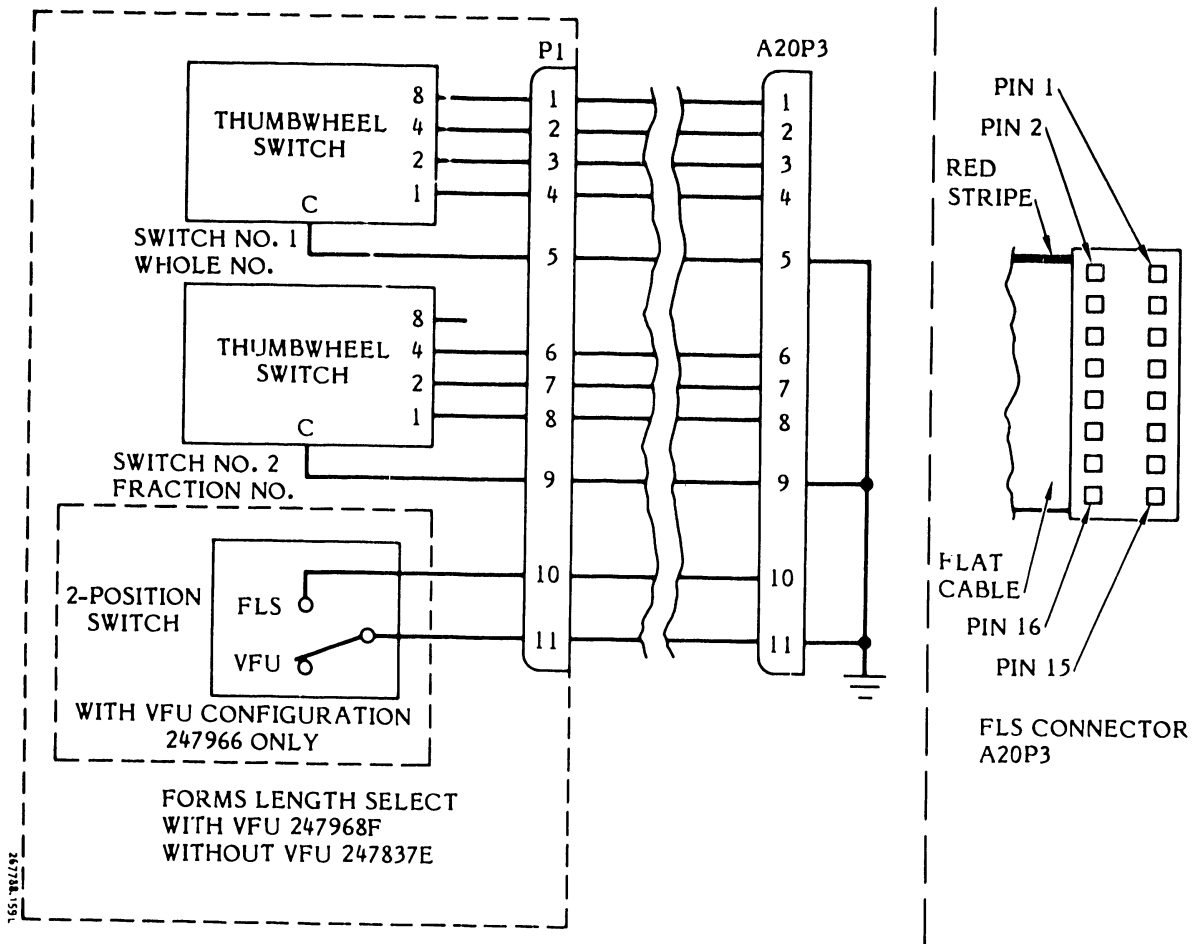 P1
A20P3
THUMBWHEEL
SWITCH
8
4
2
1
C
SWITCH NO. 1
WHOLE NO.
THUMBWHEEL
SWITCH
8
4
2
1
C
SWITCH NO. 2
FRACTION NO.
2-POSITION
SWITCH
FLS
VFU
WITH VFU CONFIGURATION
247966 ONLY
FORMS LENGTH SELECT
WITH VFU 247968F
WITHOUT VFU 247837E
1
2
3
4
5
6
7
8
9
10
11
1
2
3
4
5
6
7
8
9
10
11
PIN 1
PIN 2
RED
STRIPE
FLAT
CABLE
PIN 16
PIN 15
FLS CONNECTOR
A20P3